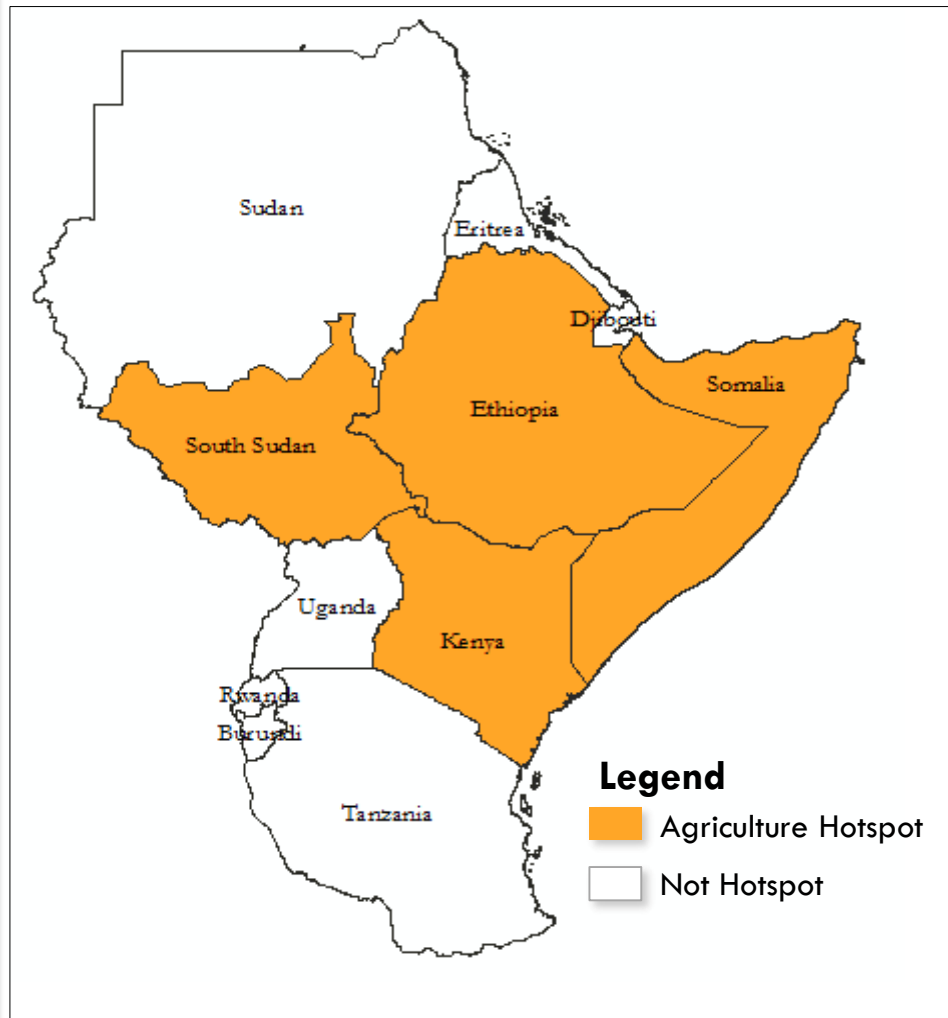 Sudan
Eritrea
Djibouti
Somalia
Ethiopia
South Sudan
Uganda
Kenya
Rwanda
Burundi
Tanzania
Legend
Agriculture Hotspot
Not Hotspot